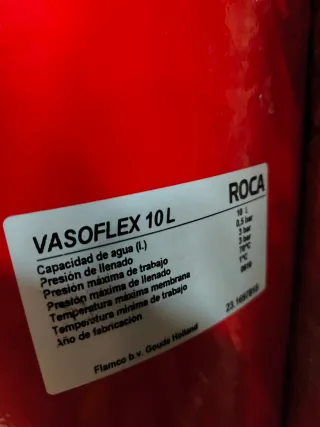 VASOFLEX 10 L ROCA
Capacidad de agua (l.) 10 L
Presión de llenado 0,5 bar
Presión máxima de trabajo 3 bar
Presión máxima de llenado 3 bar
Temperatura máxima membrana 70°C
Temperatura mínima de trabajo 1°C
Año de fabricación 0610
Flamco b.v. Gouda Holland